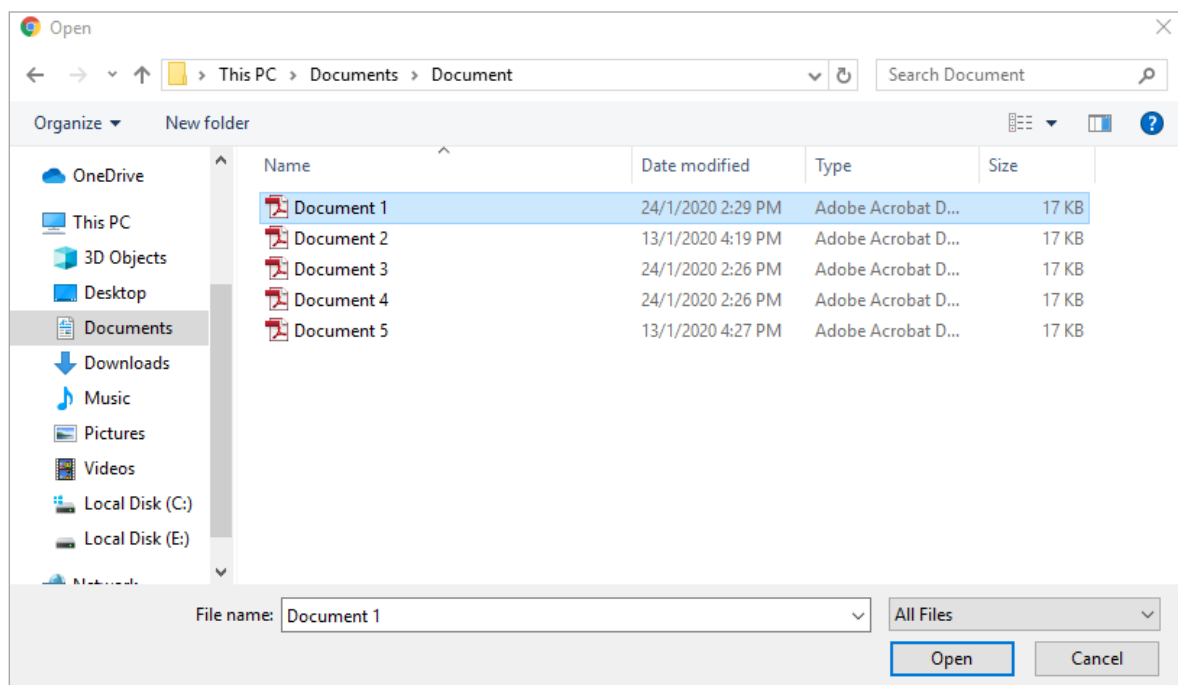 Open
This PC > Documents > Document
Search Document
Organize
New folder
Name Date modified Type Size
OneDrive
This PC
3D Objects
Desktop
Documents
Downloads
Music
Pictures
Videos
Local Disk (C:)
Local Disk (E:)
Network
Document 1 24/1/2020 2:29 PM Adobe Acrobat D... 17 KB
Document 2 13/1/2020 4:19 PM Adobe Acrobat D... 17 KB
Document 3 24/1/2020 2:26 PM Adobe Acrobat D... 17 KB
Document 4 24/1/2020 2:26 PM Adobe Acrobat D... 17 KB
Document 5 13/1/2020 4:27 PM Adobe Acrobat D... 17 KB
File name: Document 1
All Files
Open
Cancel